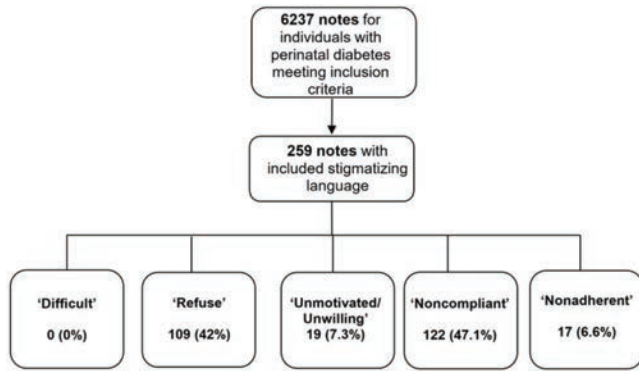 6237 notes for
individuals with
perinatal diabetes
meeting inclusion
criteria
259 notes with
included stigmatizing
language
‘Difficult’
0 (0%)
‘Refuse’
109 (42%)
‘Unmotivated/
Unwilling’
19 (7.3%)
‘Noncompliant’
122 (47.1%)
‘Nonadherent’
17 (6.6%)